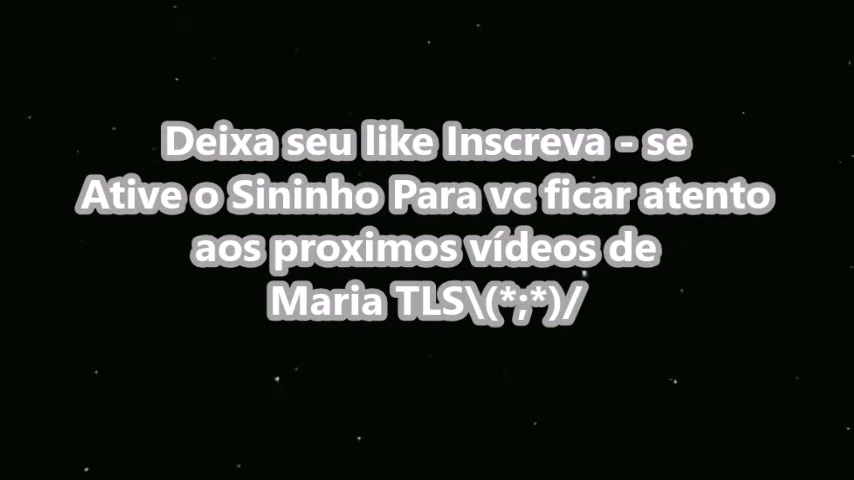 Deixa seu like Inscreva - se
Ative o Sininho Para vc ficar atento
aos proximos vídeos de
Maria TLS\(*;*)/